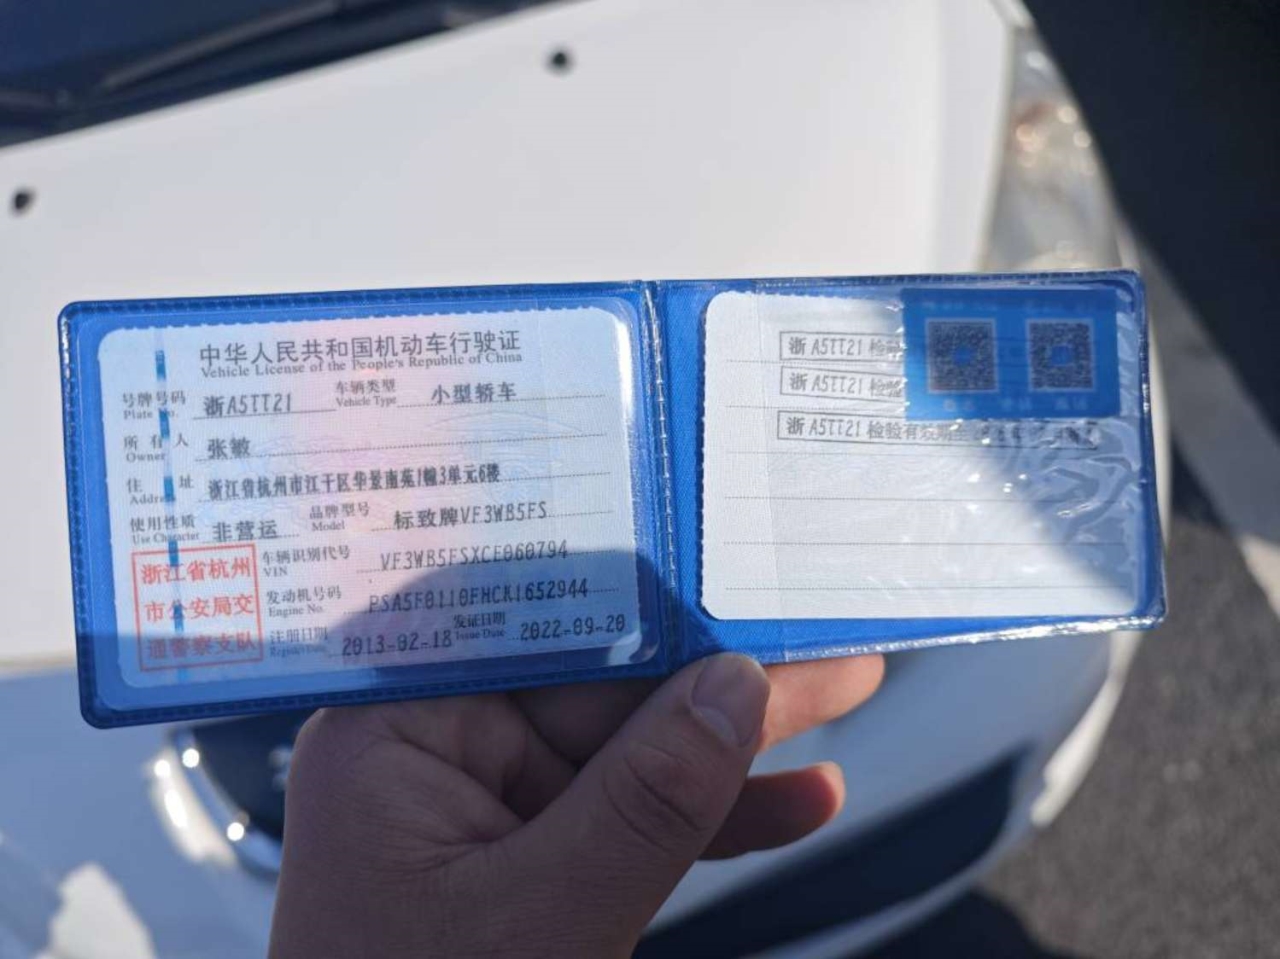 中华人民共和国机动车行驶证
Vehicle License of the People's Republic of China
号牌号码 浙A5TT21 车辆类型 小型轿车
Plate No. Vehicle Type
所有人 张敏
Owner
住址 浙江省杭州市江干区华景南苑1幢3单元6楼
Address
使用性质 非营运 品牌型号 标致牌VF3WB5FS
Use Character Model
浙江省杭州
市公安局交
通警察支队
车辆识别代号 VF3WB5FSXCE060794
VIN
发动机号码 PSA5F0110FHCK1652944
Engine No.
注册日期 2013-02-18 发证日期 2022-09-20
Register Date Issue Date
浙A5TT21 检验
浙A5TT21 检验
浙A5TT21 检验有效期至